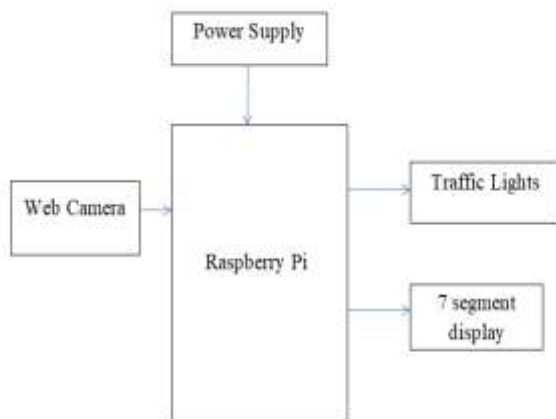 Power Supply
Web Camera
Raspberry Pi
Traffic Lights
7 segment
display